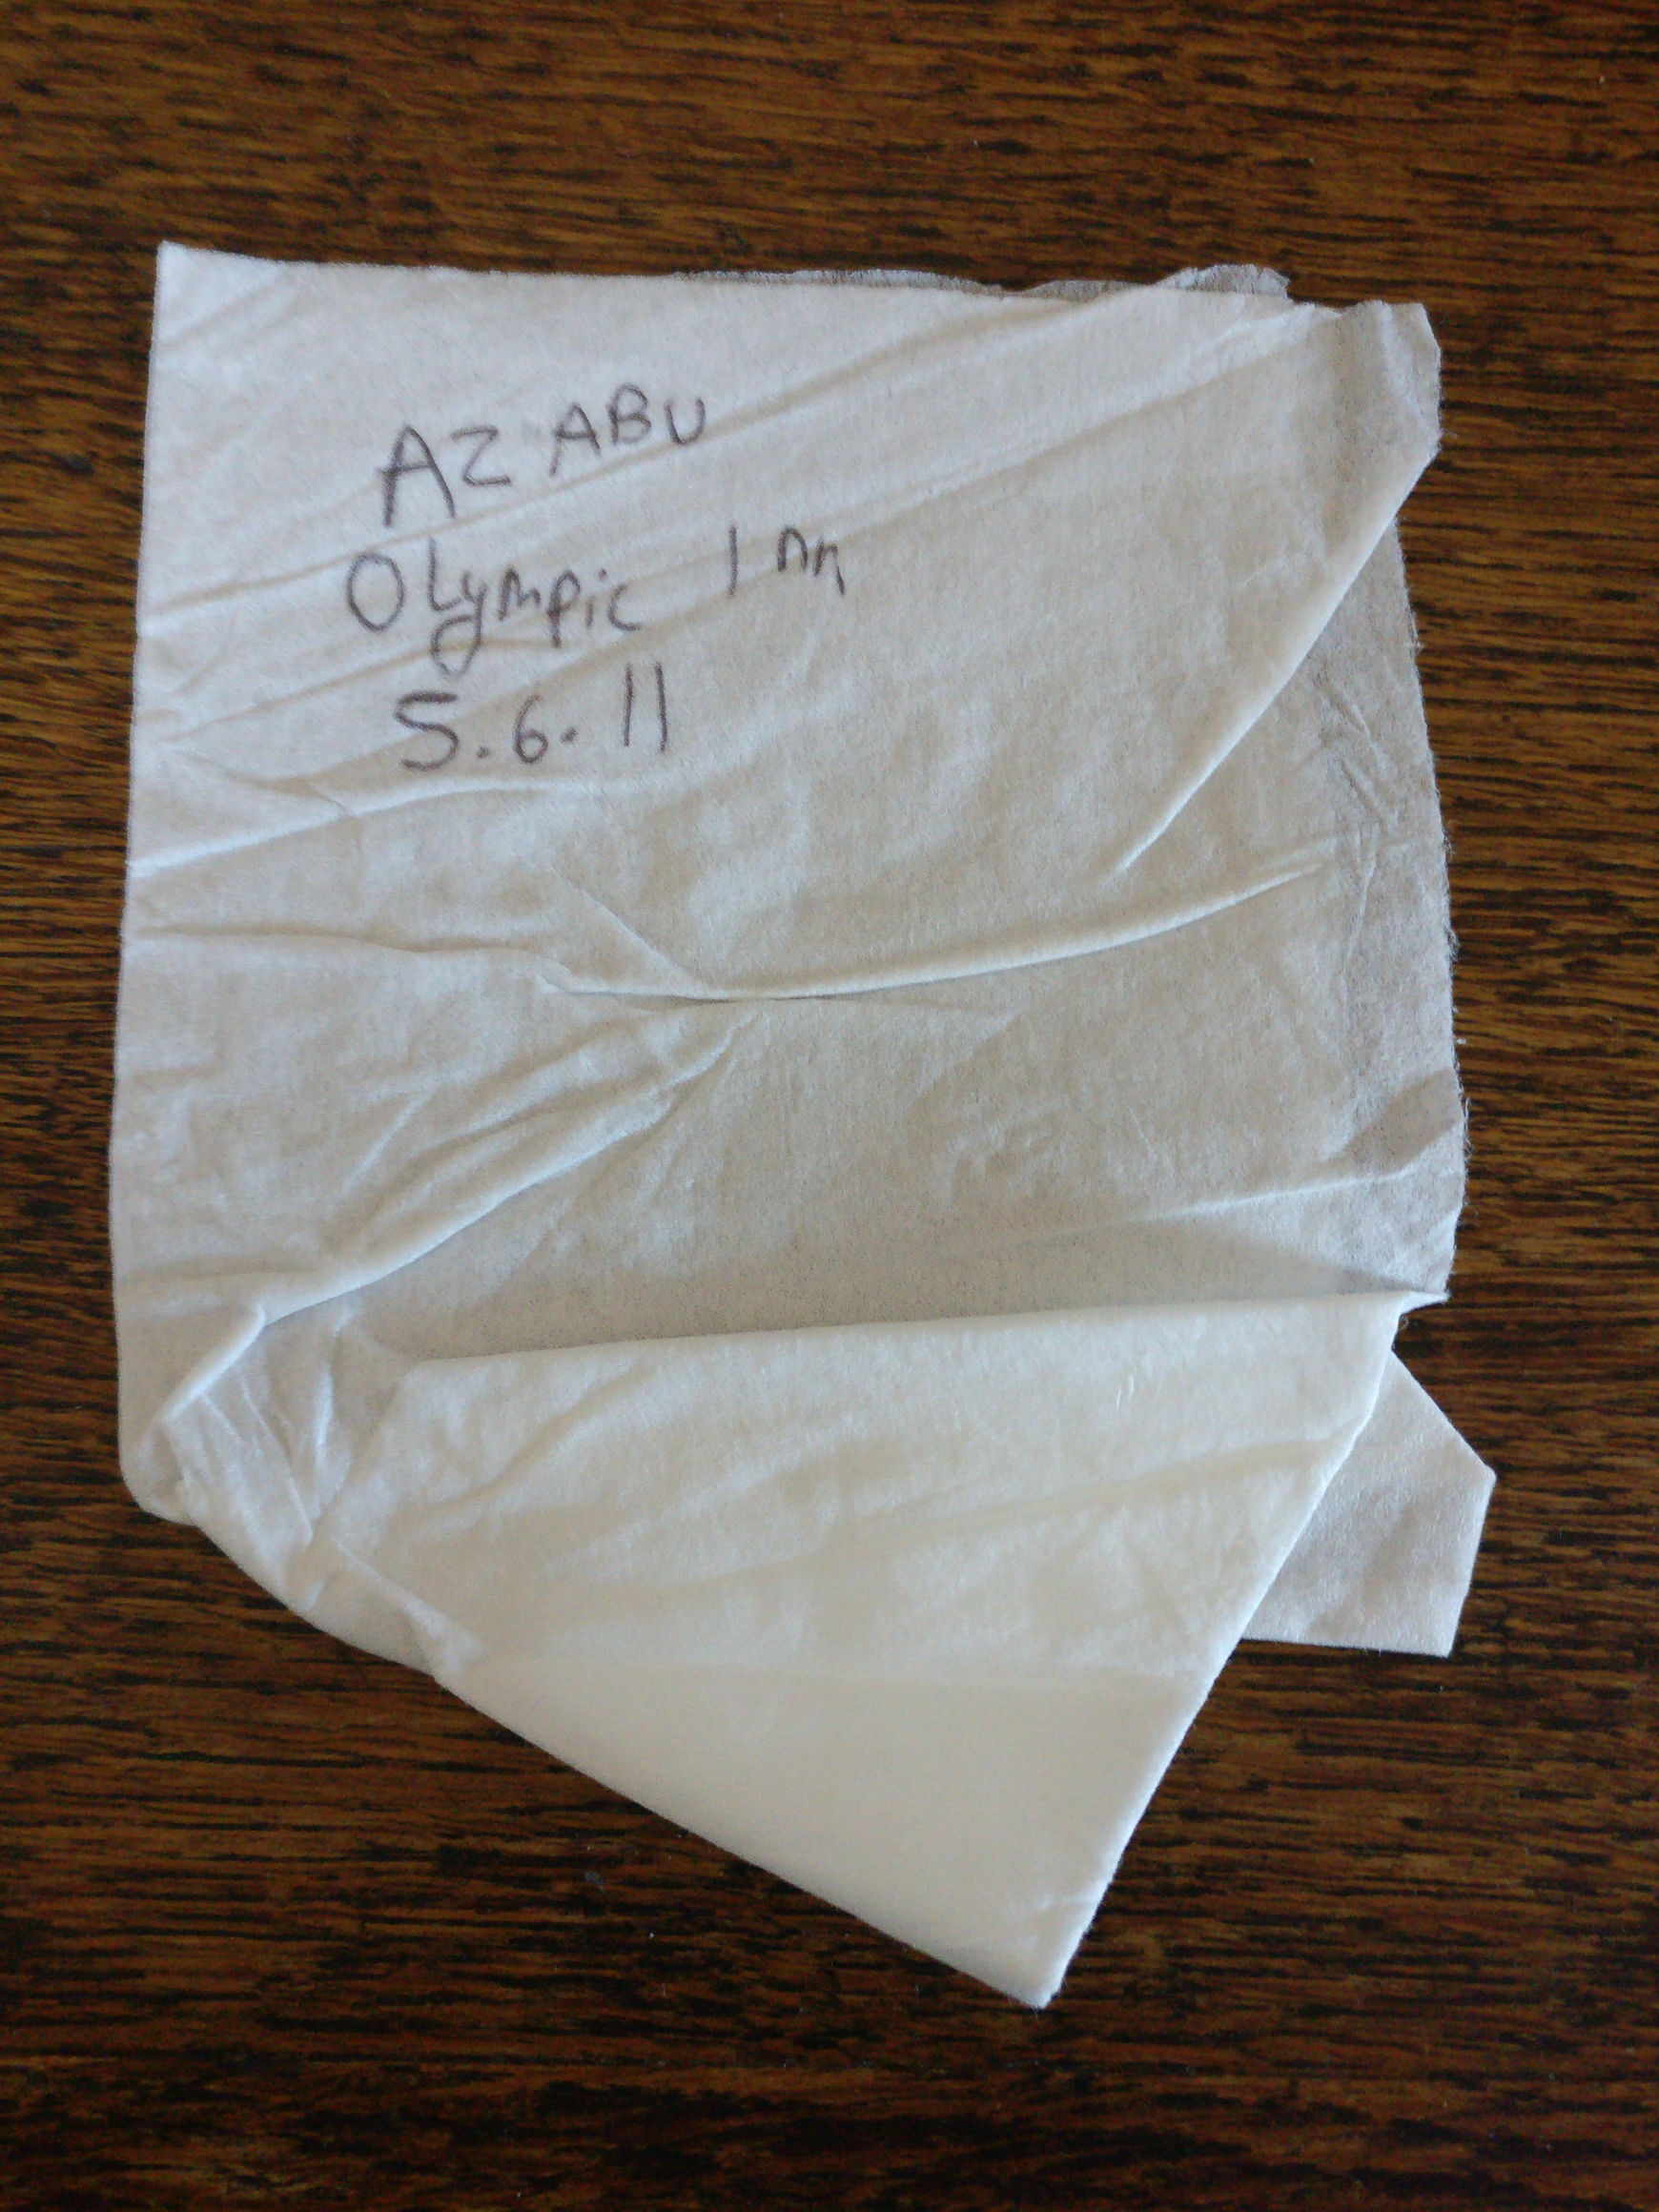 AZ ABU
OLympic Inn
5.6.11